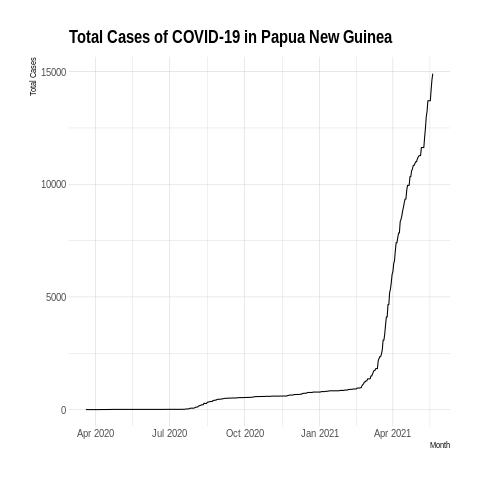 Total Cases of COVID-19 in Papua New Guinea
Total Cases
15000
10000
5000
0
Apr 2020 Jul 2020 Oct 2020 Jan 2021 Apr 2021
Month